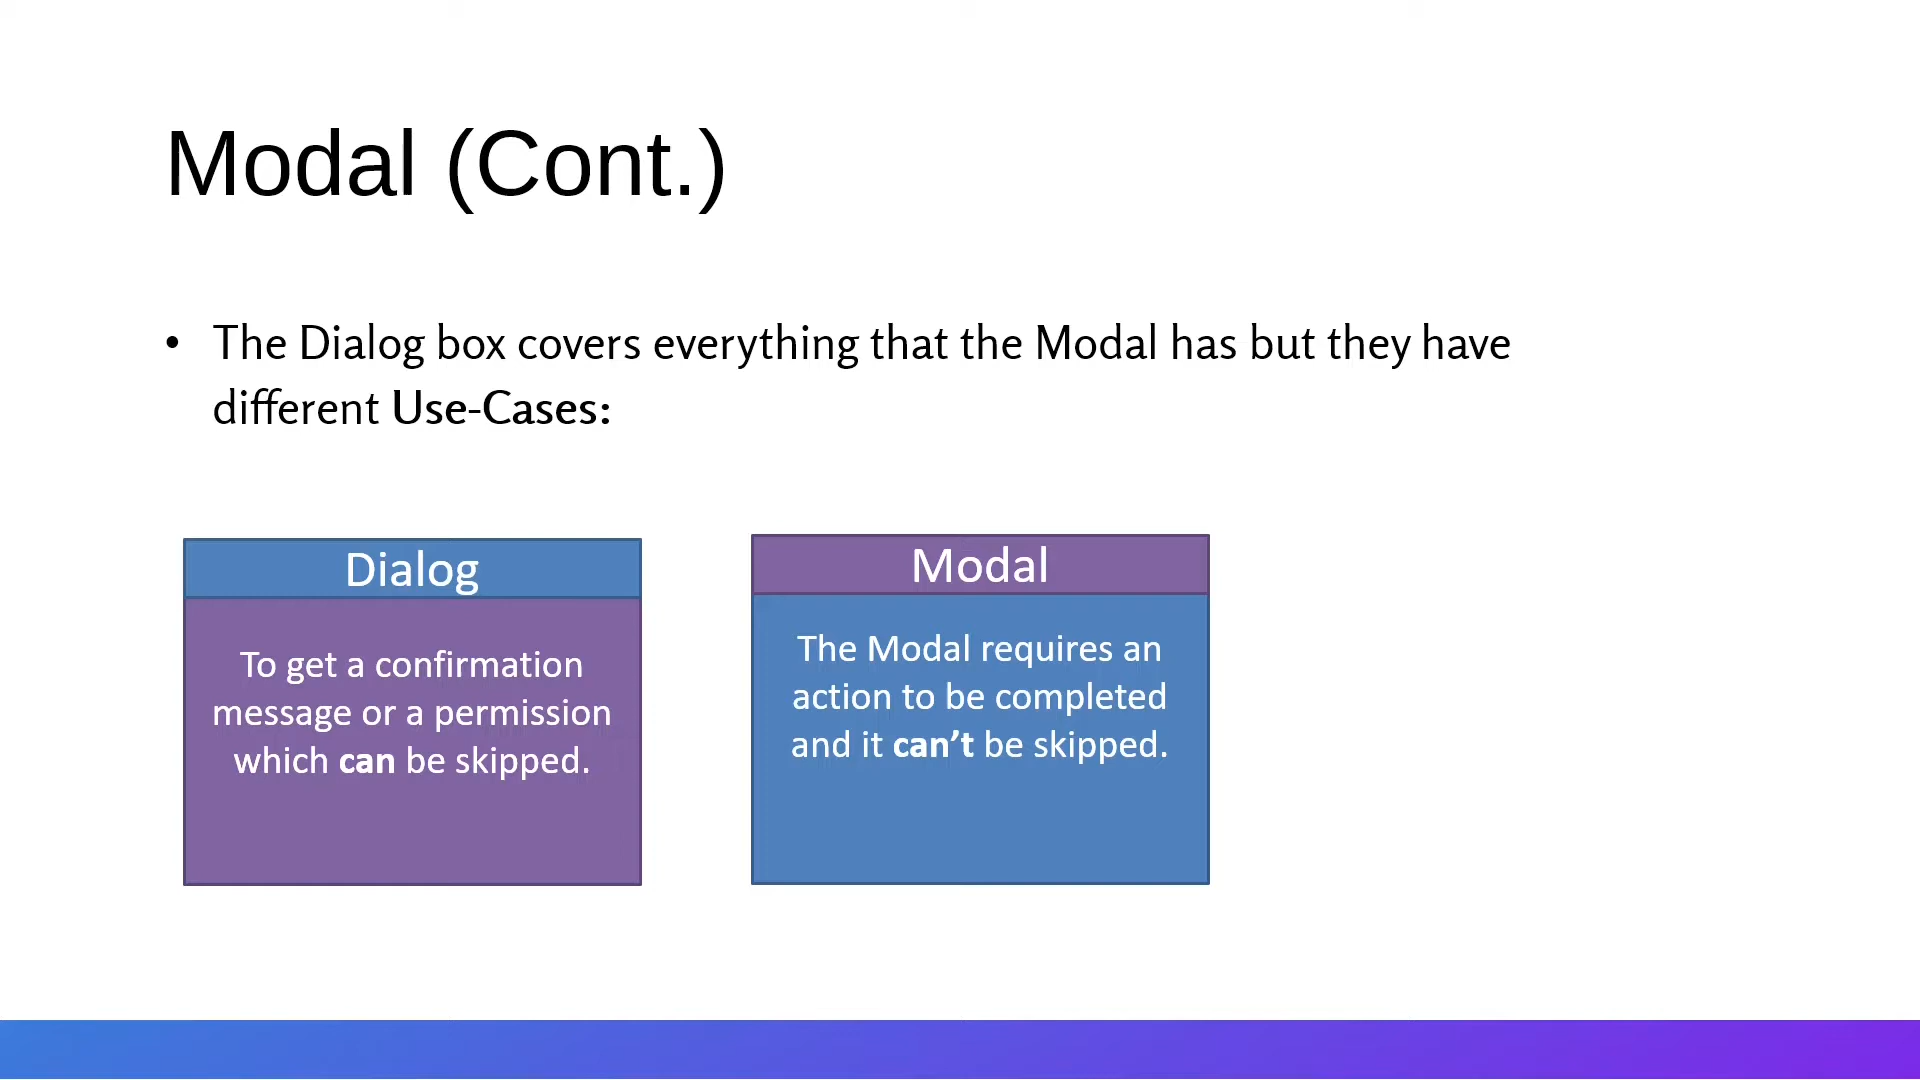 Modal (Cont.)
• The Dialog box covers everything that the Modal has but they have
different Use-Cases:
Dialog
To get a confirmation
message or a permission
which can be skipped.
Modal
The Modal requires an
action to be completed
and it can’t be skipped.